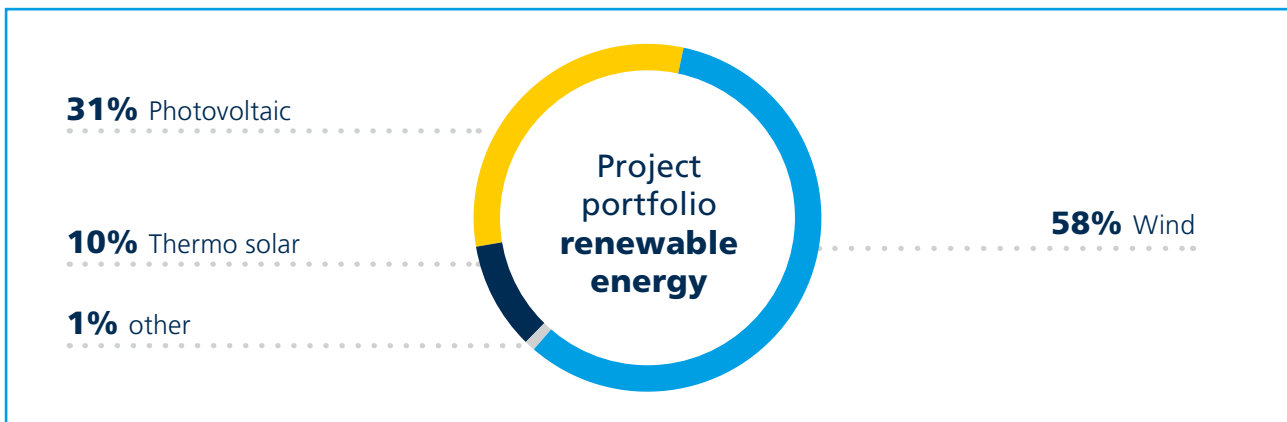 31% Photovoltaic
10% Thermo solar
1% other
Project
portfolio
renewable
energy
58% Wind